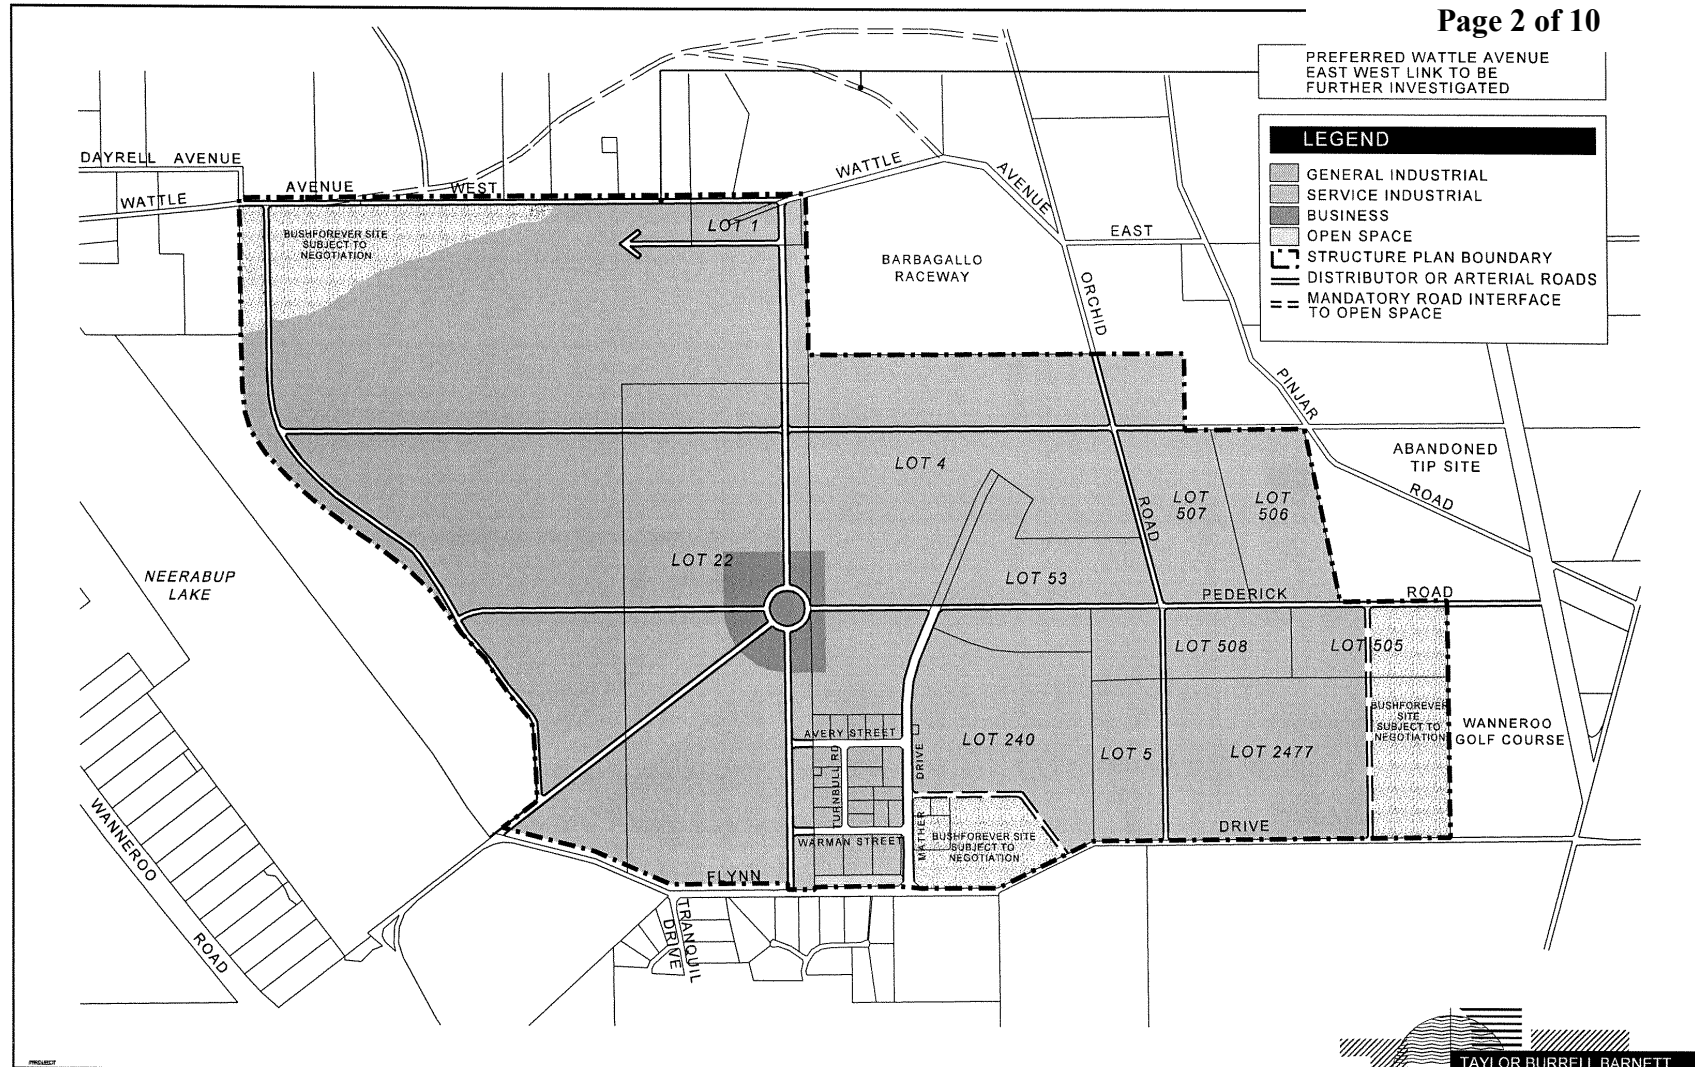 Page 2 of 10
PREFERRED WATTLE AVENUE
EAST WEST LINK TO BE
FURTHER INVESTIGATED
LEGEND
GENERAL INDUSTRIAL
SERVICE INDUSTRIAL
BUSINESS
OPEN SPACE
STRUCTURE PLAN BOUNDARY
DISTRIBUTOR OR ARTERIAL ROADS
MANDATORY ROAD INTERFACE
TO OPEN SPACE
DAYRELL AVENUE
WATTLE
AVENUE
WEST
WATTLE
AVENUE
EAST
BUSHFOREVER SITE
SUBJECT TO
NEGOTIATION
LOT 1
BARBAGALLO
RACEWAY
ORCHID
ROAD
PINJAR
ROAD
ABANDONED
TIP SITE
LOT 4
LOT
507
LOT
506
LOT 22
LOT 53
NEERABUP
LAKE
PEDERICK
ROAD
LOT 508
LOT 505
BUSHFOREVER
SITE
SUBJECT TO
NEGOTIATION
WANNEROO
GOLF COURSE
AVERY STREET
TURNBULL RD
DRIVE
MATHER
LOT 240
LOT 5
LOT 2477
WARMAN STREET
BUSHFOREVER SITE
SUBJECT TO
NEGOTIATION
DRIVE
FLYNN
WANNEROO
ROAD
TRANQUIL
DRIVE
PROJECT
TAYLOR BURRELL BARNETT